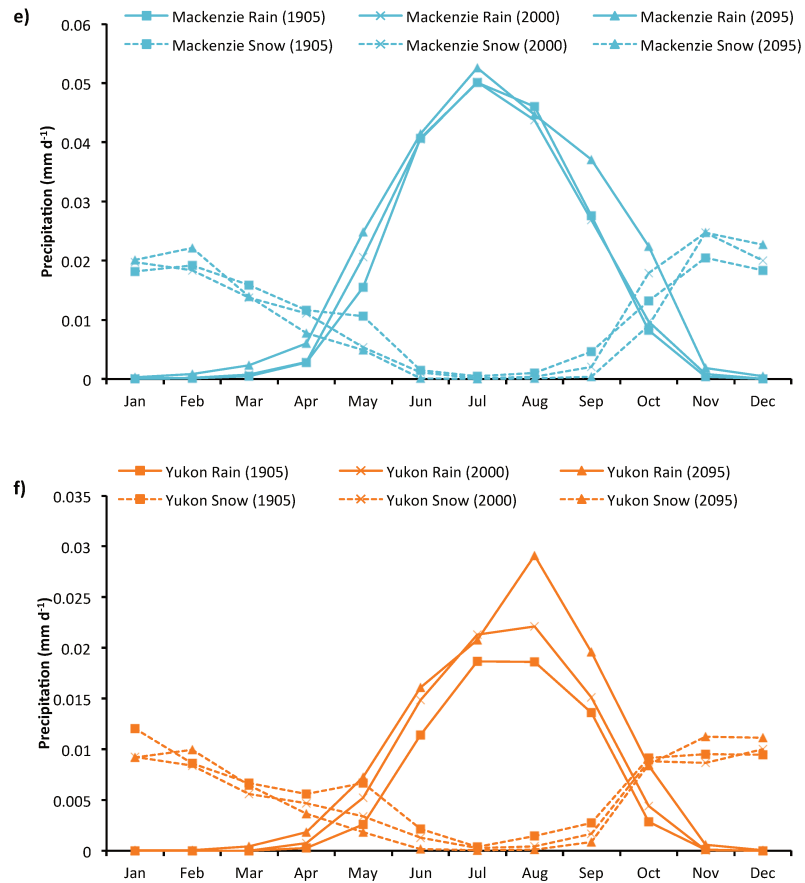 e)
Mackenzie Rain (1905) Mackenzie Rain (2000) Mackenzie Rain (2095)
Mackenzie Snow (1905) Mackenzie Snow (2000) Mackenzie Snow (2095)
Precipitation (mm d⁻¹)
0.06
0.05
0.04
0.03
0.02
0.01
0
Jan Feb Mar Apr May Jun Jul Aug Sep Oct Nov Dec
f)
Yukon Rain (1905) Yukon Rain (2000) Yukon Rain (2095)
Yukon Snow (1905) Yukon Snow (2000) Yukon Snow (2095)
Precipitation (mm d⁻¹)
0.035
0.03
0.025
0.02
0.015
0.01
0.005
0
Jan Feb Mar Apr May Jun Jul Aug Sep Oct Nov Dec